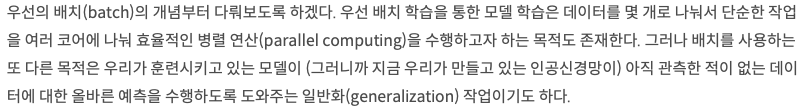 우선의 배치(batch)의 개념부터 다뤄보도록 하겠다. 우선 배치 학습을 통한 모델 학습은 데이터를 몇 개로 나눠서 단순한 작업
을 여러 코어에 나눠 효율적인 병렬 연산(parallel computing)을 수행하고자 하는 목적도 존재한다. 그러나 배치를 사용하는
또 다른 목적은 우리가 훈련시키고 있는 모델이 (그러니까 지금 우리가 만들고 있는 인공신경망이) 아직 관측한 적이 없는 데이
터에 대한 올바른 예측을 수행하도록 도와주는 일반화(generalization) 작업이기도 하다.